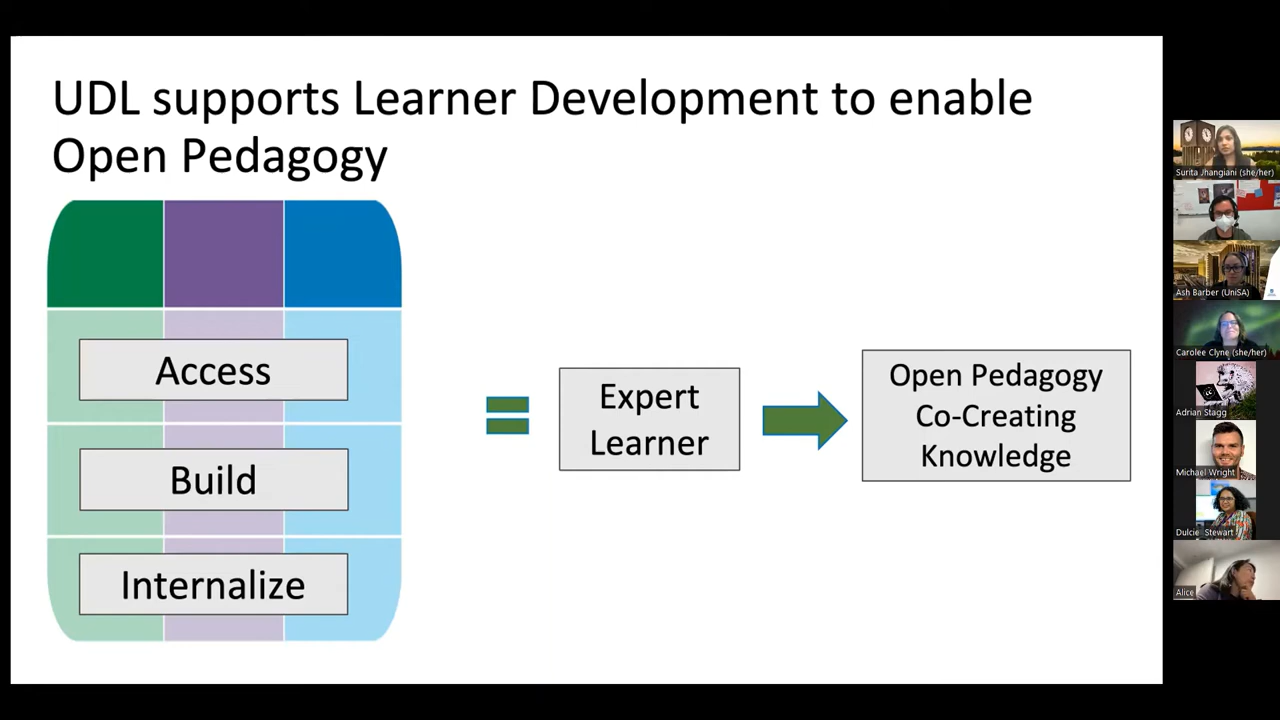 UDL supports Learner Development to enable
Open Pedagogy
Access
Build
Internalize
Expert
Learner
Open Pedagogy
Co-Creating
Knowledge
Surita Jhangiani (she/her)
Ash Barber (UniSA)
Carolee Clyne (she/her)
Adrian Stagg
Michael Wright
Dulcie Stewart
Alice